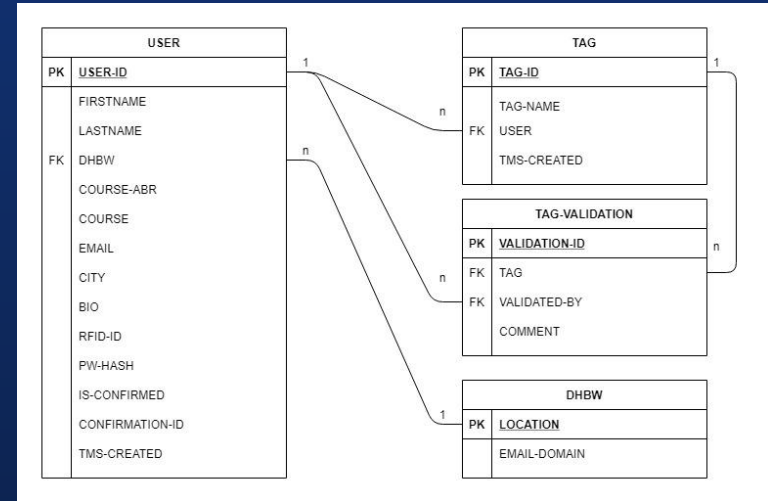 USER
PK USER-ID
FIRSTNAME
LASTNAME
FK DHBW
COURSE-ABR
COURSE
EMAIL
CITY
BIO
RFID-ID
PW-HASH
IS-CONFIRMED
CONFIRMATION-ID
TMS-CREATED
1
n
n
n
1
TAG
PK TAG-ID
TAG-NAME
FK USER
TMS-CREATED
1
TAG-VALIDATION
PK VALIDATION-ID
FK TAG
FK VALIDATED-BY
COMMENT
n
DHBW
PK LOCATION
EMAIL-DOMAIN